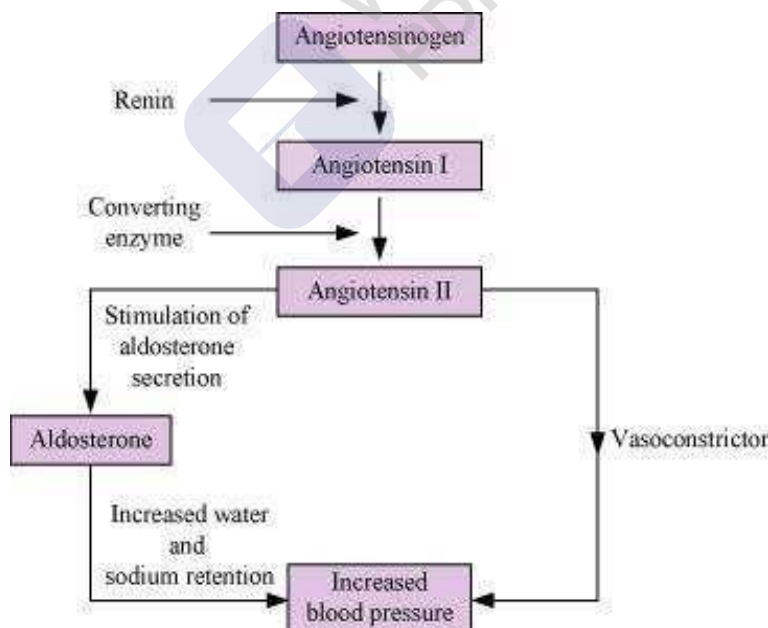 Angiotensinogen
Renin
Angiotensin I
Converting
enzyme
Angiotensin II
Stimulation of
aldosterone
secretion
Aldosterone
Vasoconstrictor
Increased water
and
sodium retention
Increased
blood pressure